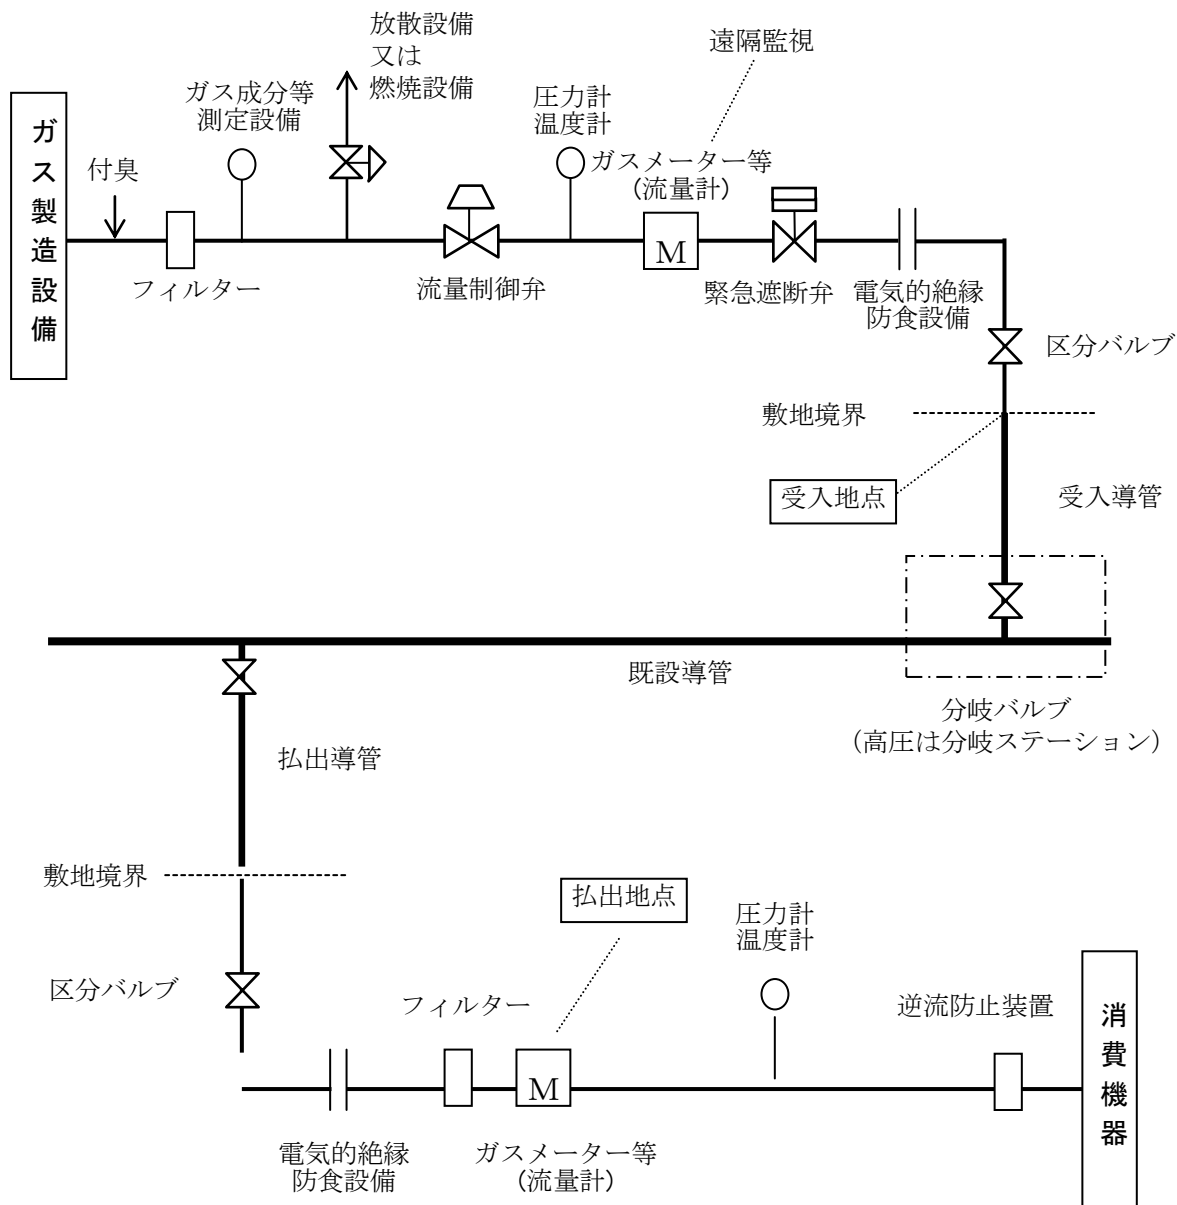 放散設備
又は
燃焼設備
遠隔監視
ガス成分等
測定設備
圧力計
温度計
ガス製造設備
付臭
ガスメーター等
(流量計)
M
フィルター
流量制御弁
緊急遮断弁
電気的絶縁
防食設備
区分バルブ
敷地境界
受入地点
受入導管
既設導管
分岐バルブ
（高圧は分岐ステーション）
払出導管
敷地境界
払出地点
圧力計
温度計
区分バルブ
フィルター
逆流防止装置
消費機器
M
電気的絶縁
防食設備
ガスメーター等
(流量計)